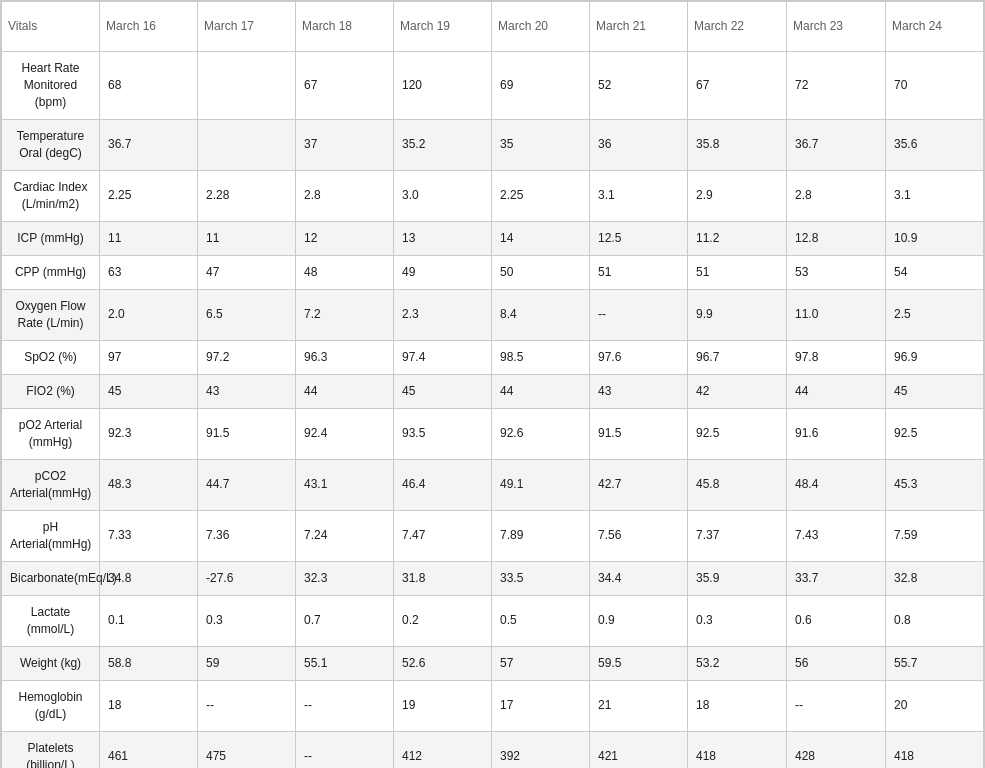 Vitals March 16 March 17 March 18 March 19 March 20 March 21 March 22 March 23 March 24
Heart Rate
Monitored
(bpm)
68 67 120 69 52 67 72 70
Temperature
Oral (degC)
36.7 37 35.2 35 36 35.8 36.7 35.6
Cardiac Index
(L/min/m2)
2.25 2.28 2.8 3.0 2.25 3.1 2.9 2.8 3.1
ICP (mmHg) 11 11 12 13 14 12.5 11.2 12.8 10.9
CPP (mmHg) 63 47 48 49 50 51 51 53 54
Oxygen Flow
Rate (L/min)
2.0 6.5 7.2 2.3 8.4 -- 9.9 11.0 2.5
SpO2 (%) 97 97.2 96.3 97.4 98.5 97.6 96.7 97.8 96.9
FIO2 (%) 45 43 44 45 44 43 42 44 45
pO2 Arterial
(mmHg)
92.3 91.5 92.4 93.5 92.6 91.5 92.5 91.6 92.5
pCO2
Arterial(mmHg)
48.3 44.7 43.1 46.4 49.1 42.7 45.8 48.4 45.3
pH
Arterial(mmHg)
7.33 7.36 7.24 7.47 7.89 7.56 7.37 7.43 7.59
Bicarbonate(mEq/L) 34.8 -27.6 32.3 31.8 33.5 34.4 35.9 33.7 32.8
Lactate
(mmol/L)
0.1 0.3 0.7 0.2 0.5 0.9 0.3 0.6 0.8
Weight (kg) 58.8 59 55.1 52.6 57 59.5 53.2 56 55.7
Hemoglobin
(g/dL)
18 -- -- 19 17 21 18 -- 20
Platelets
(billion/L)
461 475 -- 412 392 421 418 428 418